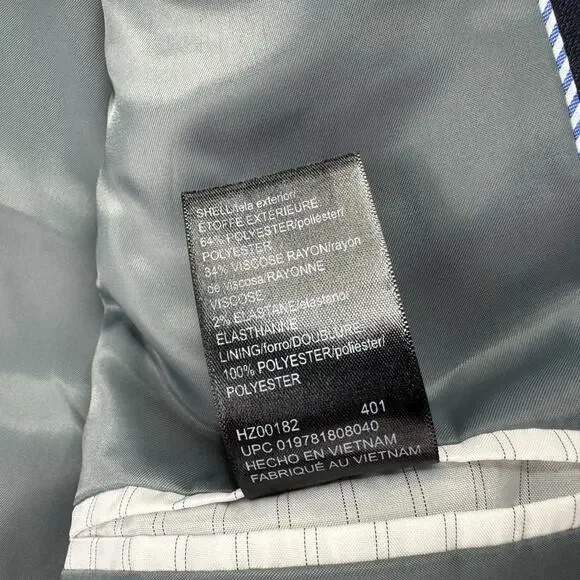 SHELL/tela exterior/
ÉTOFFE EXTÉRIEURE
64% POLYESTER/poliéster/
POLYESTER
34% VISCOSE RAYON/rayon
de viscosa/RAYONNE
VISCOSE
2% ELASTANE/elastano/
ÉLASTHANNE
LINING/forro/DOUBLURE
100% POLYESTER/poliéster/
POLYESTER
HZ00182 401
UPC 019781808040
HECHO EN VIETNAM
FABRIQUÉ AU VIETNAM